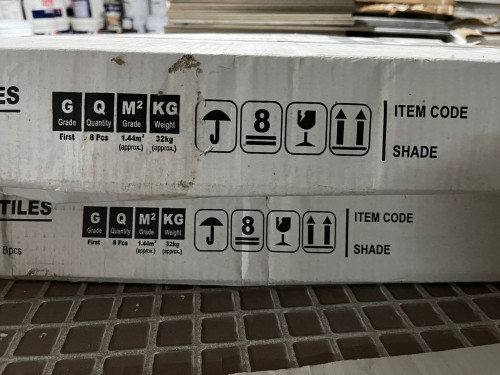 ES
G Q M² KG
Grade Quantity Grade Weight
First 8 Pcs 1.44m² 32kg
(approx.) (approx.)
8
ITEM CODE
SHADE
TILES
G Q M² KG
Grade Quantity Grade Weight
First 8 Pcs 1.44m² 32kg
(approx.) (approx.)
8
ITEM CODE
SHADE
8pcs